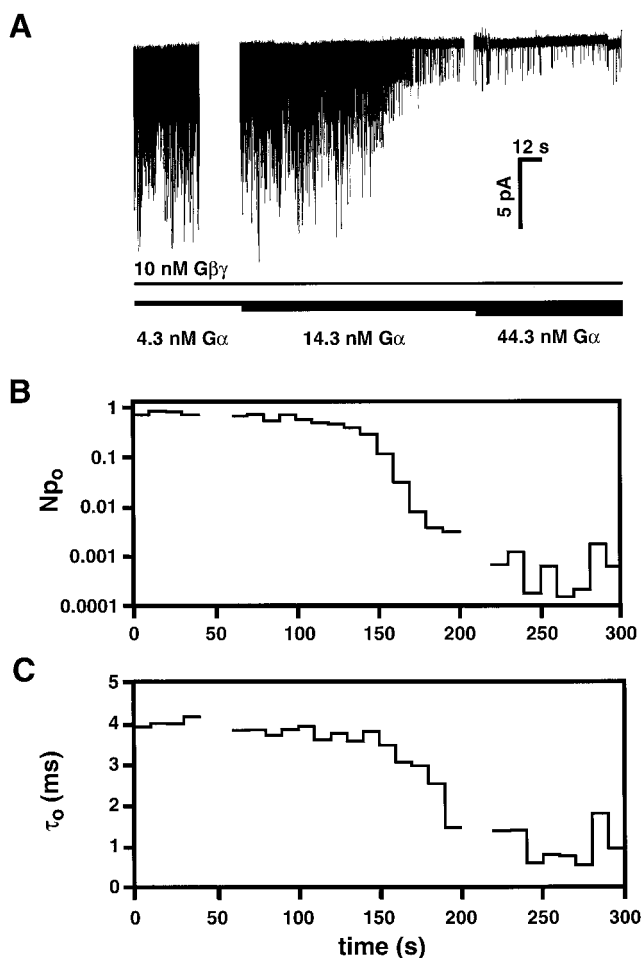 A
12 s
5 pA
10 nM Gβγ
4.3 nM Gα 14.3 nM Gα 44.3 nM Gα
B
Npo
1
0.1
0.01
0.001
0.0001
0 50 100 150 200 250 300
C
τo (ms)
5
4
3
2
1
0
0 50 100 150 200 250 300
time (s)